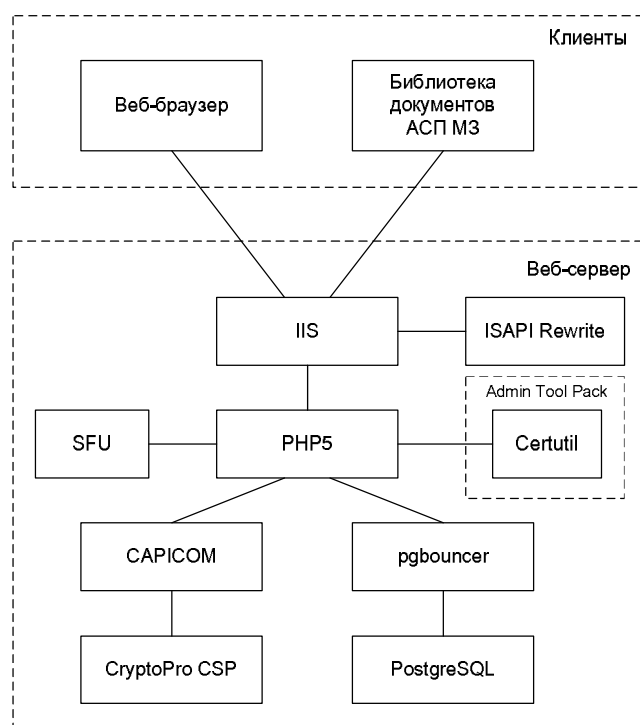 Клиенты
Веб-браузер
Библиотека
документов
АСП МЗ
Веб-сервер
IIS
ISAPI Rewrite
Admin Tool Pack
SFU
PHP5
Certutil
CAPICOM
pgbouncer
CryptoPro CSP
PostgreSQL